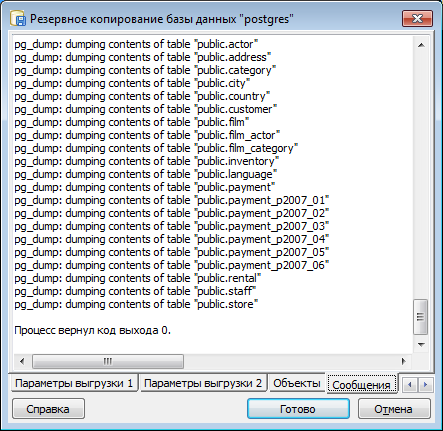 Резервное копирование базы данных "postgres"
pg_dump: dumping contents of table "public.actor"
pg_dump: dumping contents of table "public.address"
pg_dump: dumping contents of table "public.category"
pg_dump: dumping contents of table "public.city"
pg_dump: dumping contents of table "public.country"
pg_dump: dumping contents of table "public.customer"
pg_dump: dumping contents of table "public.film"
pg_dump: dumping contents of table "public.film_actor"
pg_dump: dumping contents of table "public.film_category"
pg_dump: dumping contents of table "public.inventory"
pg_dump: dumping contents of table "public.language"
pg_dump: dumping contents of table "public.payment"
pg_dump: dumping contents of table "public.payment_p2007_01"
pg_dump: dumping contents of table "public.payment_p2007_02"
pg_dump: dumping contents of table "public.payment_p2007_03"
pg_dump: dumping contents of table "public.payment_p2007_04"
pg_dump: dumping contents of table "public.payment_p2007_05"
pg_dump: dumping contents of table "public.payment_p2007_06"
pg_dump: dumping contents of table "public.rental"
pg_dump: dumping contents of table "public.staff"
pg_dump: dumping contents of table "public.store"
Процесс вернул код выхода 0.
Параметры выгрузки 1 Параметры выгрузки 2 Объекты Сообщения
Справка Готово Отмена